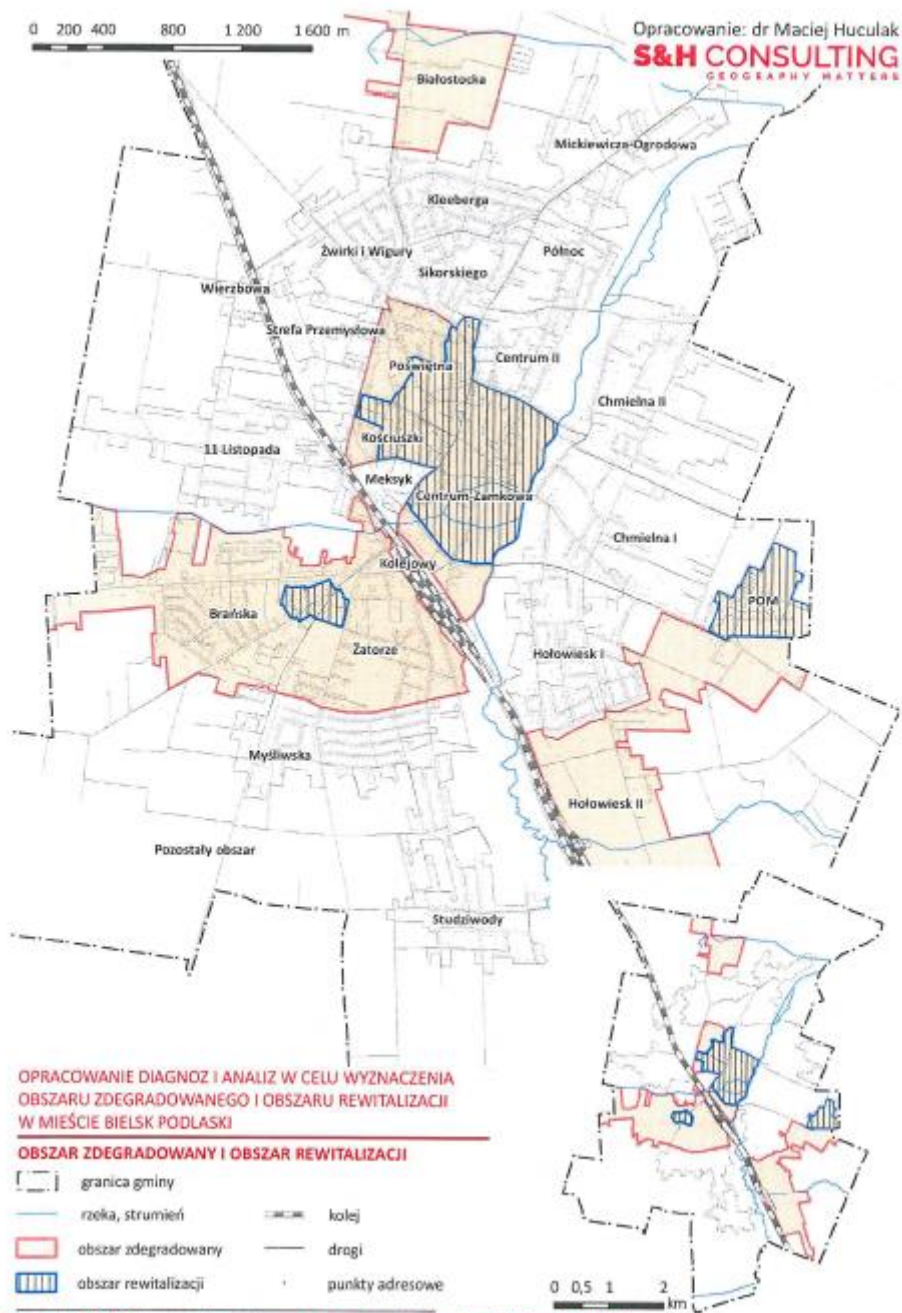 0 200 400 800 1 200 1 600 m
Opracowanie: dr Maciej Huculak
S&H CONSULTING
GEOGRAPHY MATTERS
Białostocka
Mickiewicza-Ogrodowa
Kleeberga
Żwirki i Wigury
Północ
Sikorskiego
Wierzbowa
Strefa Przemysłowa
Centrum II
Poświętna
Chmielna II
Kościuszki
11-Listopada
Meksyk
Centrum-Zamkowa
Chmielna I
Kolejowy
POM
Brańska
Żatorze
Hołowiesk I
Myśliwska
Hołowiesk II
Pozostały obszar
Studziwody
OPRACOWANIE DIAGNOZ I ANALIZ W CELU WYZNACZENIA
OBSZARU ZDEGRADOWANEGO I OBSZARU REWITALIZACJI
W MIEŚCIE BIELSK PODLASKI
OBSZAR ZDEGRADOWANY I OBSZAR REWITALIZACJI
granica gminy
rzeka, strumień kolej
obszar zdegradowany drogi
obszar rewitalizacji punkty adresowe
0 0,5 1 2
km